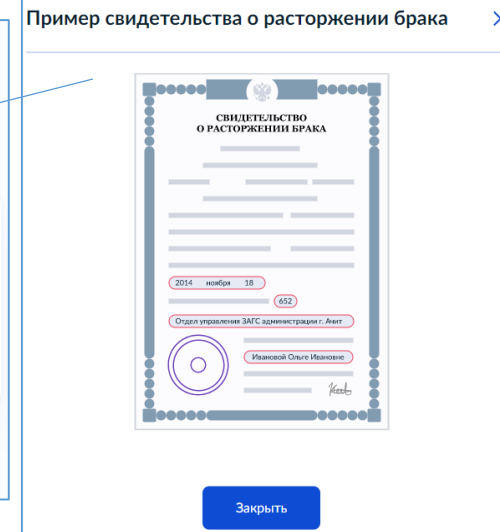 Пример свидетельства о расторжении брака
СВИДЕТЕЛЬСТВО
О РАСТОРЖЕНИИ БРАКА
2014 ноября 18
652
Отдел управления ЗАГС администрации г. Ачит
Ивановой Ольге Ивановне
Закрыть